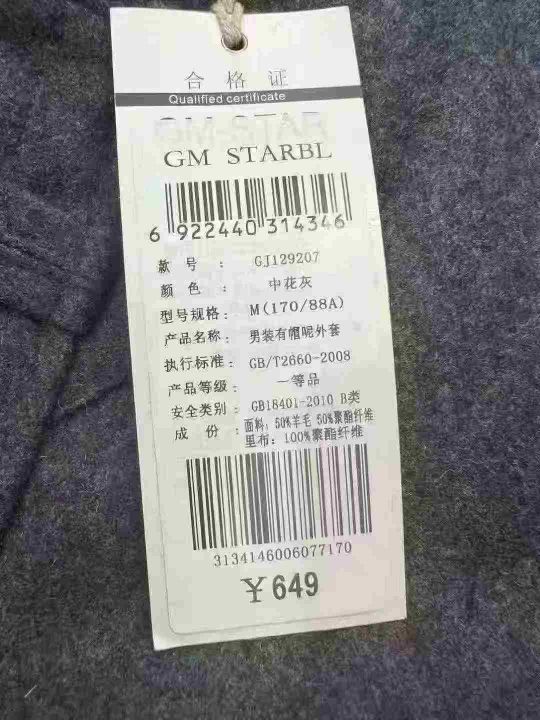 合格证
Qualified certificate
GM-STAR
GM STARBL
6 922440 314346
款号： GJ129207
颜色： 中花灰
型号规格： M(170/88A)
产品名称： 男装有帽呢外套
执行标准： GB/T2660-2008
产品等级： 一等品
安全类别： GB18401-2010 B类
成份： 面料：50%羊毛 50%聚酯纤维
里布：100%聚酯纤维
3134146006077170
￥649